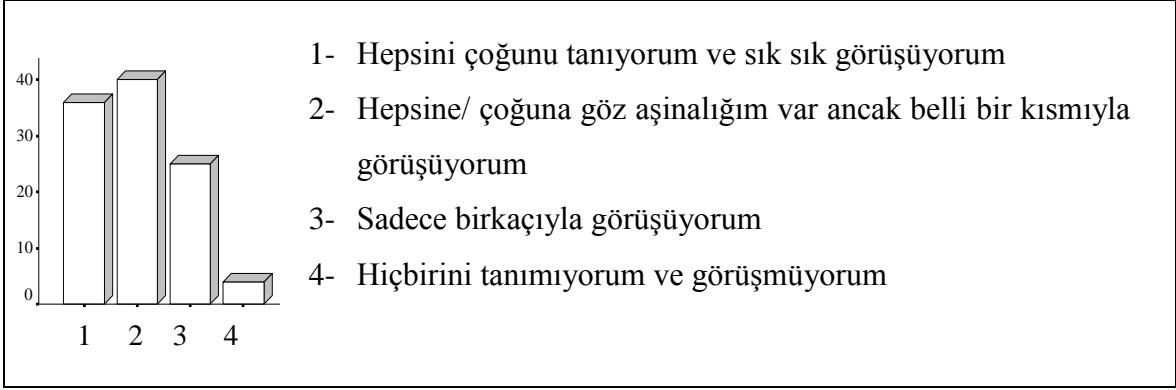 1- Hepsini çoğunu tanıyorum ve sık sık görüşüyorum
2- Hepsine/ çoğuna göz aşinalığım var ancak belli bir kısmıyla
görüşüyorum
3- Sadece birkaçıyla görüşüyorum
4- Hiçbirini tanımıyorum ve görüşmüyorum
40
30
20
10
0
1 2 3 4